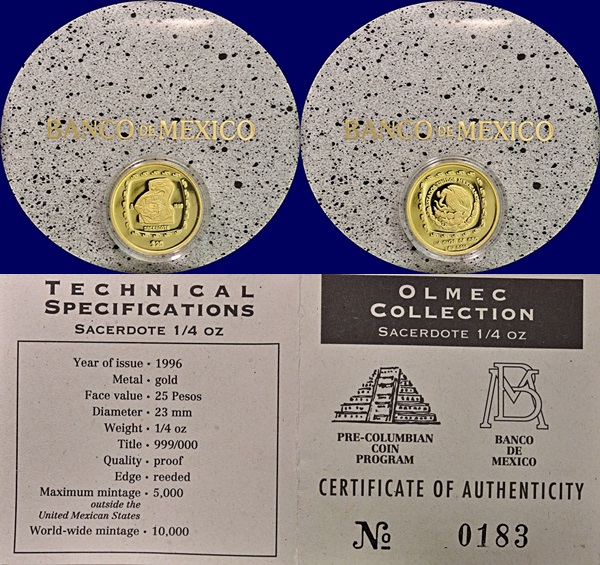 BANCO DE MEXICO
$25
BANCO DE MEXICO
TECHNICAL
SPECIFICATIONS
SACERDOTE 1/4 OZ
Year of issue • 1996
Metal • gold
Face value • 25 Pesos
Diameter • 23 mm
Weight • 1/4 oz
Title • 999/000
Quality • proof
Edge • reeded
Maximum mintage • 5,000
outside the
United Mexican States
World-wide mintage • 10,000
OLMEC
COLLECTION
SACERDOTE 1/4 OZ
PRE-COLUMBIAN
COIN
PROGRAM
BM
BANCO
DE
MEXICO
CERTIFICATE OF AUTHENTICITY
№ 0183